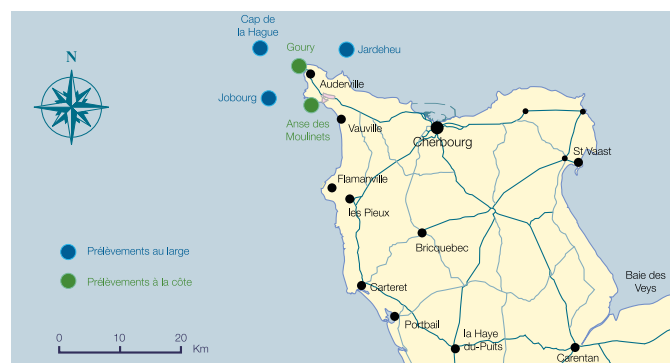 Cap de
la Hague
Goury
Jardeheu
N
Auderville
Jobourg
Anse des
Moulinets
Vauville
Cherbourg
St Vaast
Flamanville
les Pieux
Bricquebec
Prélèvements au large
Prélèvements à la côte
Baie des
Veys
Carteret
Portbail
la Haye
du-Puits
Carentan
0
10
20
Km